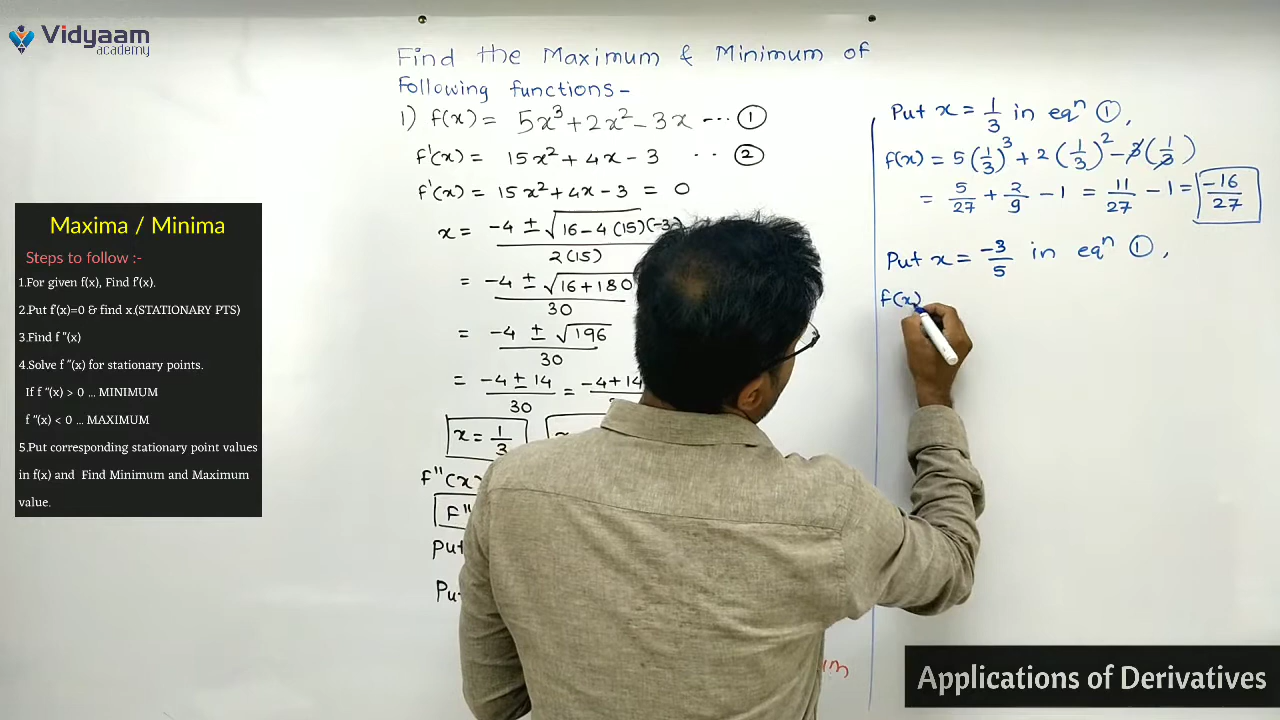 Vidyaam
academy
Find the Maximum & Minimum of
Following functions -
1) f(x) = 5x³ + 2x² - 3x --- ①
f'(x) = 15x² + 4x - 3 -- ②
f'(x) = 15x² + 4x - 3 = 0
x = -4 ± √16 - 4(15)(-3) / 2(15)
= -4 ± √16 + 180 / 30
= -4 ± √196 / 30
= -4 ± 14 / 30 = -4 + 14
x = 1/3
f''(x)
F''
Put
Put x = 1/3 in eqⁿ ①,
f(x) = 5(1/3)³ + 2(1/3)² - 3(1/3)
= 5/27 + 2/9 - 1 = 11/27 - 1 = -16/27
Put x = -3/5 in eqⁿ ①,
f(x)
Maxima / Minima
Steps to follow :-
1.For given f(x), Find f'(x).
2.Put f'(x)=0 & find x.(STATIONARY PTS)
3.Find f "(x)
4.Solve f "(x) for stationary points.
If f "(x) > 0 ... MINIMUM
f "(x) < 0 ... MAXIMUM
5.Put corresponding stationary point values
in f(x) and Find Minimum and Maximum
value.
Applications of Derivatives